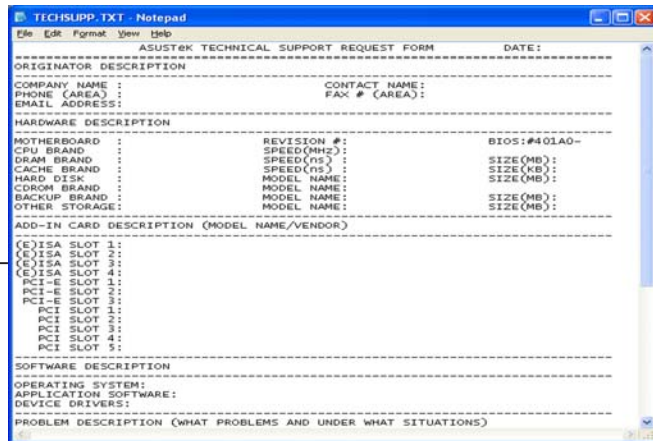 TECHSUPP.TXT - Notepad
File Edit Format View Help
ASUSTeK TECHNICAL SUPPORT REQUEST FORM DATE:
ORIGINATOR DESCRIPTION
COMPANY NAME : CONTACT NAME:
PHONE (AREA) : FAX # (AREA):
EMAIL ADDRESS:
HARDWARE DESCRIPTION
MOTHERBOARD : REVISION #: BIOS:#401A0-
CPU BRAND : SPEED(MHz):
DRAM BRAND : SPEED(ns) : SIZE(MB):
CACHE BRAND : SPEED(ns) : SIZE(KB):
HARD DISK : MODEL NAME: SIZE(MB):
CDROM BRAND : MODEL NAME:
BACKUP BRAND : MODEL NAME: SIZE(MB):
OTHER STORAGE: MODEL NAME: SIZE(MB):
ADD-IN CARD DESCRIPTION (MODEL NAME/VENDOR)
(E)ISA SLOT 1:
(E)ISA SLOT 2:
(E)ISA SLOT 3:
(E)ISA SLOT 4:
PCI-E SLOT 1:
PCI-E SLOT 2:
PCI-E SLOT 3:
PCI SLOT 1:
PCI SLOT 2:
PCI SLOT 3:
PCI SLOT 4:
PCI SLOT 5:
SOFTWARE DESCRIPTION
OPERATING SYSTEM:
APPLICATION SOFTWARE:
DEVICE DRIVERS:
PROBLEM DESCRIPTION (WHAT PROBLEMS AND UNDER WHAT SITUATIONS)